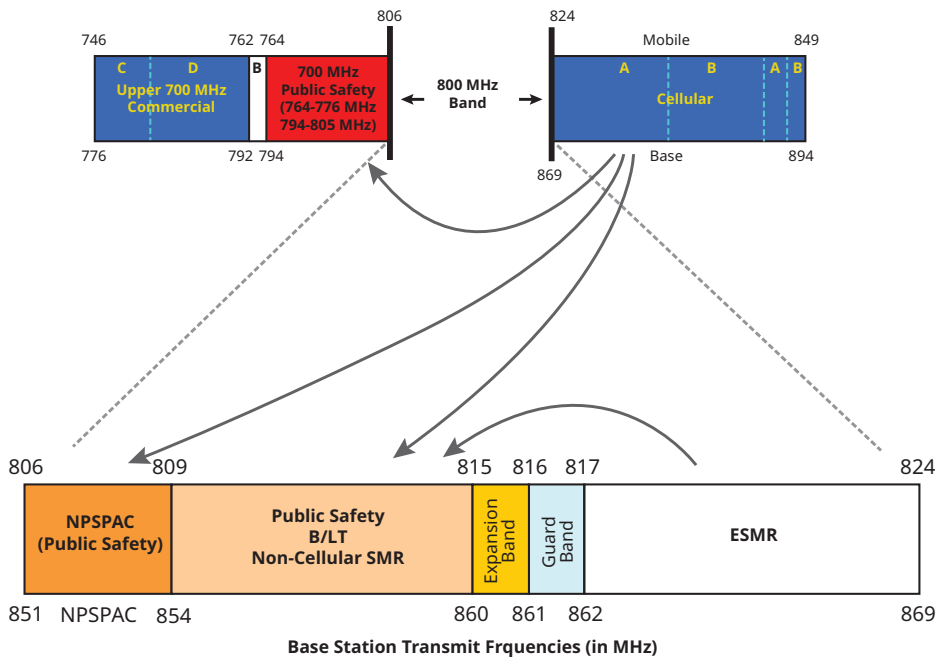 806
824
746
762 764
Mobile
849
C
D
B
700 MHz
Public Safety
(764-776 MHz
794-805 MHz)
Upper 700 MHz
Commercial
800 MHz
Band
A
B
A
B
Cellular
776
792 794
869
Base
894
806
809
815
816
817
824
NPSPAC
(Public Safety)
Public Safety
B/LT
Non-Cellular SMR
Expansion
Band
Guard
Band
ESMR
851
NPSPAC
854
860
861
862
869
Base Station Transmit Frquencies (in MHz)